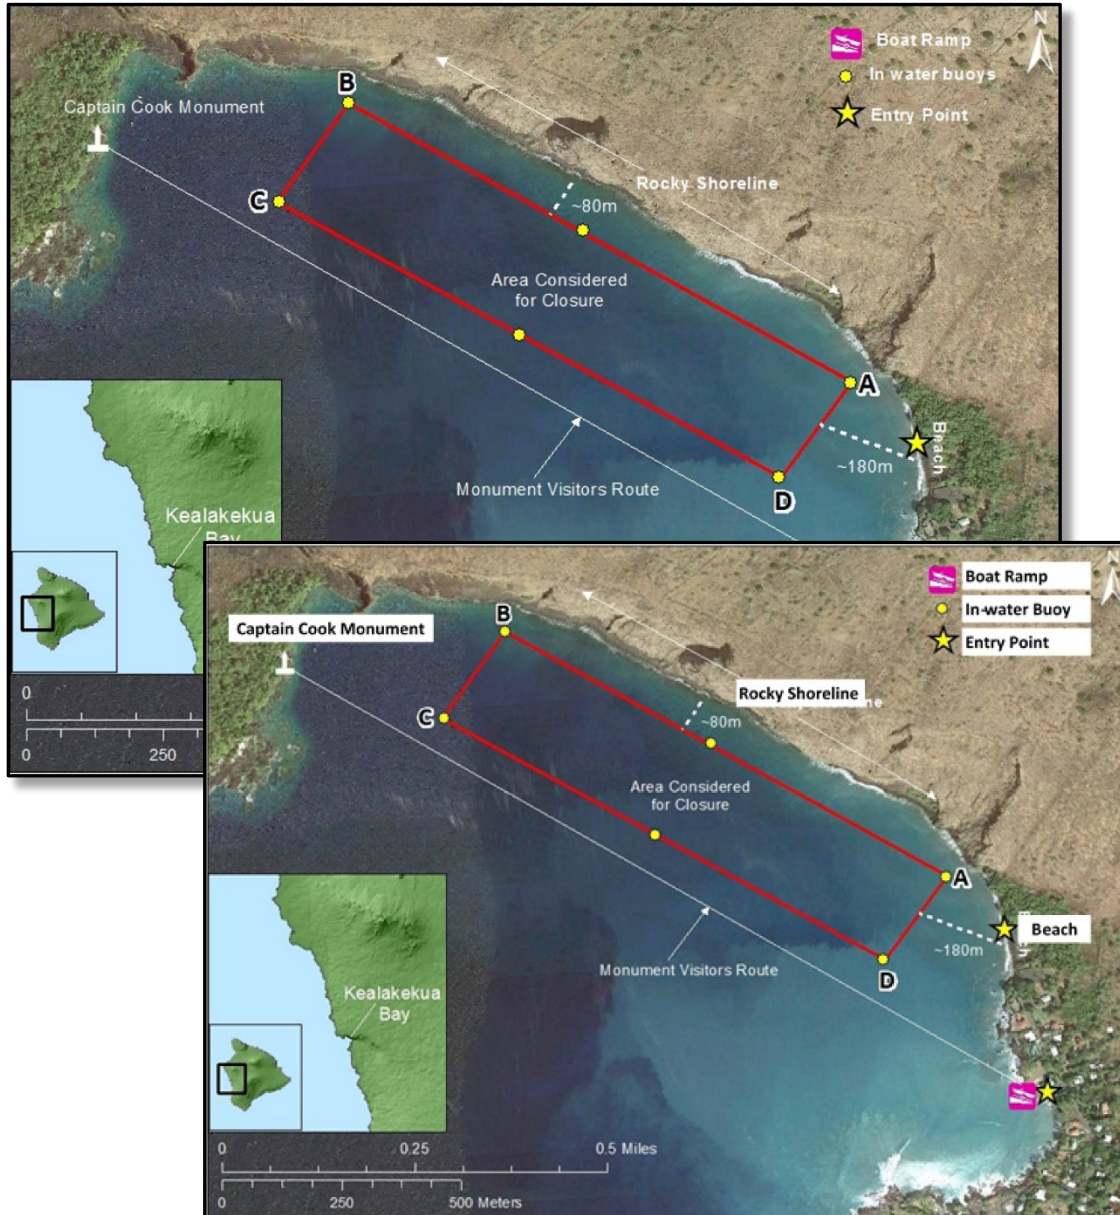 N
Boat Ramp
In water buoys
Entry Point
B
Captain Cook Monument
Rocky Shoreline
C
~80m
Area Considered
for Closure
A
Beach
~180m
D
Monument Visitors Route
Kealakekua
Bay
0
0
250
N
Boat Ramp
In-water Buoy
Entry Point
B
Captain Cook Monument
Rocky Shoreline
C
~80m
Area Considered
for Closure
A
Beach
~180m
D
Monument Visitors Route
Kealakekua
Bay
0 0.25 0.5 Miles
0 250 500 Meters